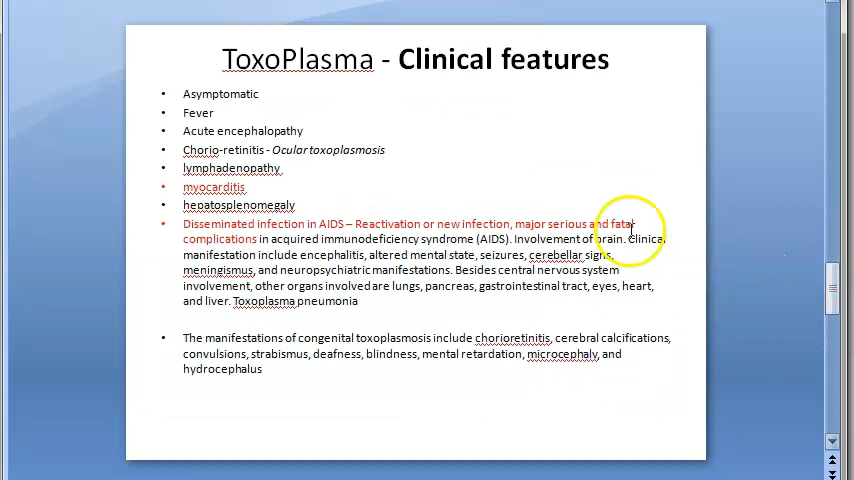 ToxoPlasma - Clinical features
• Asymptomatic
• Fever
• Acute encephalopathy
• Chorio-retinitis - Ocular toxoplasmosis
• lymphadenopathy
• myocarditis
• hepatosplenomegaly
• Disseminated infection in AIDS – Reactivation or new infection, major serious and fatal
complications in acquired immunodeficiency syndrome (AIDS). Involvement of brain. Clinical
manifestation include encephalitis, altered mental state, seizures, cerebellar signs,
meningismus, and neuropsychiatric manifestations. Besides central nervous system
involvement, other organs involved are lungs, pancreas, gastrointestinal tract, eyes, heart,
and liver. Toxoplasma pneumonia
• The manifestations of congenital toxoplasmosis include chorioretinitis, cerebral calcifications,
convulsions, strabismus, deafness, blindness, mental retardation, microcephaly, and
hydrocephalus